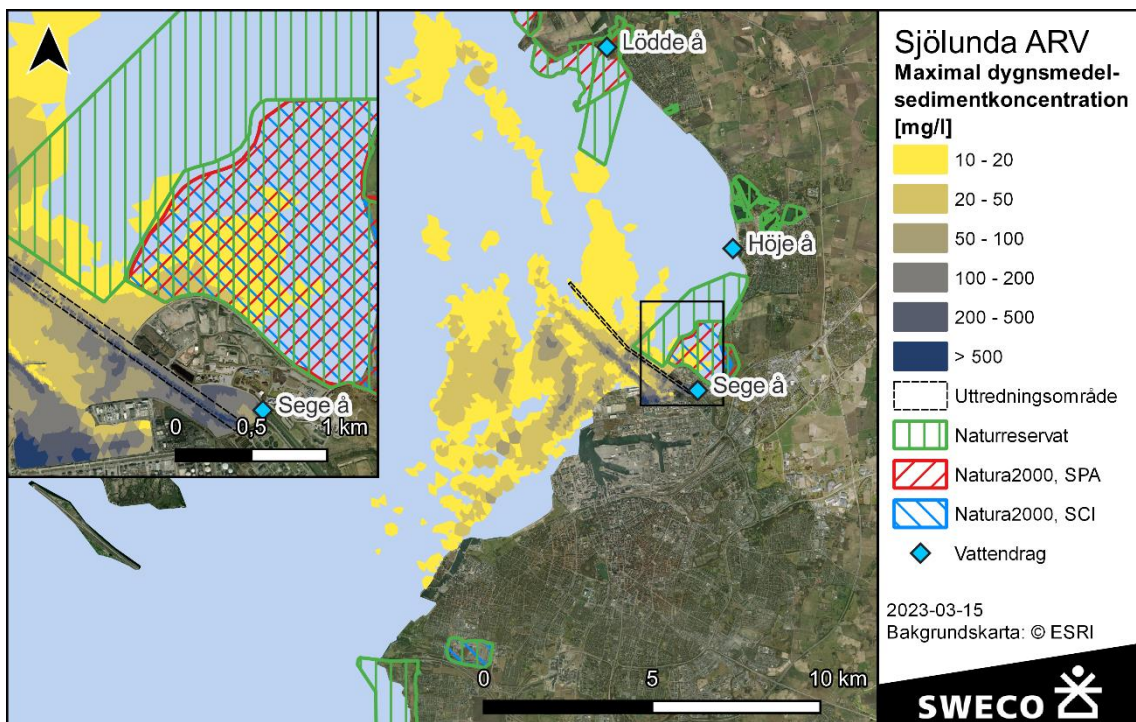 Lödde å
Höje å
Sege å
Sege å
0
0,5
1 km
0
5
10 km
Sjölunda ARV
Maximal dygnsmedel-
sedimentkoncentration
[mg/l]
10 - 20
20 - 50
50 - 100
100 - 200
200 - 500
> 500
Uttredningsområde
Naturreservat
Natura2000, SPA
Natura2000, SCI
Vattendrag
2023-03-15
Bakgrundskarta: © ESRI
SWECO